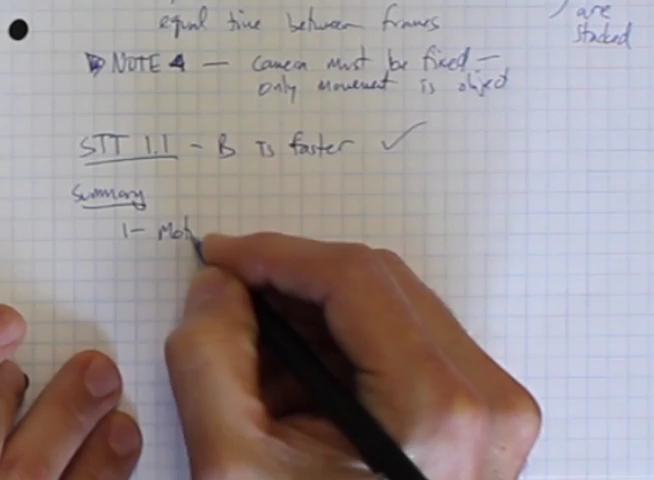 equal time between frames
) are
stacked
NOTE 4 — camera must be fixed —
only movement is object
STT 1.1 - B is faster ✓
Summary
1- Mot